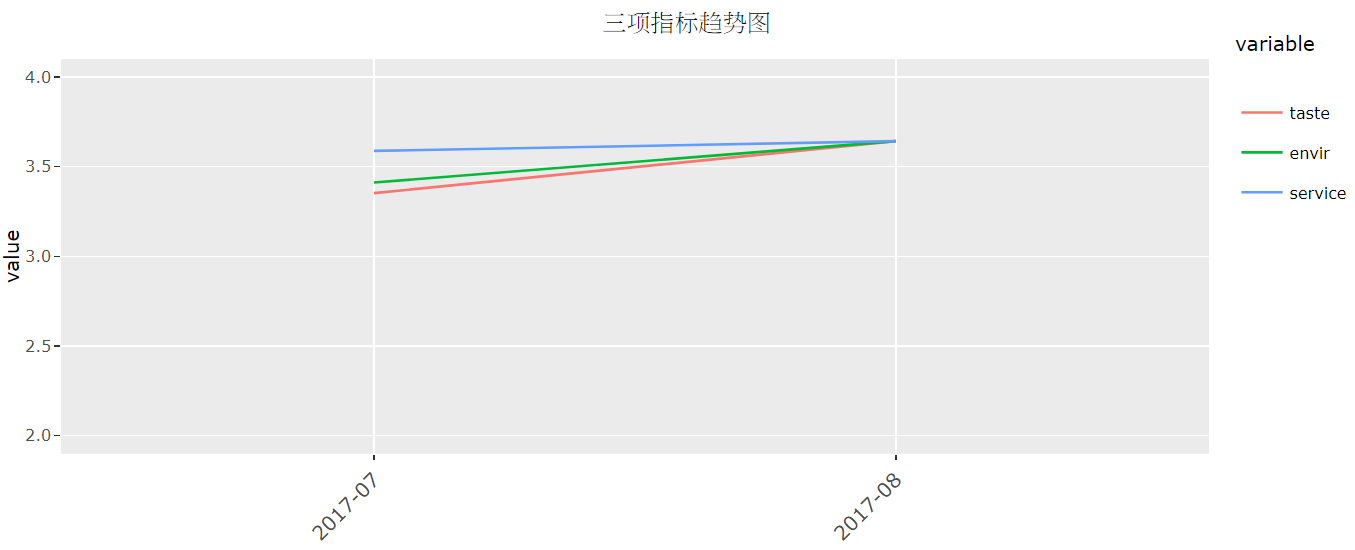 三项指标趋势图
variable
taste
envir
service
value
4.0
3.5
3.0
2.5
2.0
2017-07
2017-08